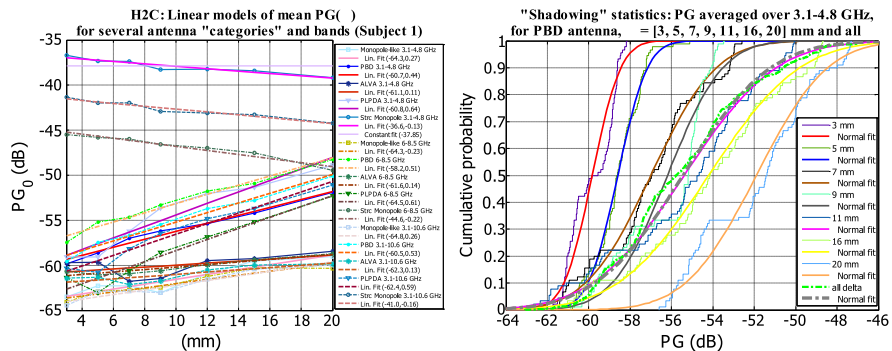 H2C: Linear models of mean PG( )
for several antenna "categories" and bands (Subject 1)
-35
-40
-45
-50
-55
-60
-65
PG0 (dB)
4 8 12 16 20
(mm)
Monopole-like 3.1-4.8 GHz
Lin. Fit (-64.3,0.27)
PBD 3.1-4.8 GHz
Lin. Fit (-60.7,0.44)
ALVA 3.1-4.8 GHz
Lin. Fit (-61.1,0.11)
PLPDA 3.1-4.8 GHz
Lin. Fit (-60.8,0.64)
Strc Monopole 3.1-4.8 GHz
Lin. Fit (-36.6,-0.13)
Constant fit (-37.85)
Monopole-like 6-8.5 GHz
Lin. Fit (-64.3,-0.23)
PBD 6-8.5 GHz
Lin. Fit (-58.2,0.51)
ALVA 6-8.5 GHz
Lin. Fit (-61.6,0.14)
PLPDA 6-8.5 GHz
Lin. Fit (-64.5,0.61)
Strc Monopole 6-8.5 GHz
Lin. Fit (-44.6,-0.22)
Monopole-like 3.1-10.6 GHz
Lin. Fit (-64.8,0.26)
PBD 3.1-10.6 GHz
Lin. Fit (-60.5,0.53)
ALVA 3.1-10.6 GHz
Lin. Fit (-62.3,0.13)
PLPDA 3.1-10.6 GHz
Lin. Fit (-62.4,0.59)
Strc Monopole 3.1-10.6 GHz
Lin. Fit (-41.0,-0.16)
"Shadowing" statistics: PG averaged over 3.1-4.8 GHz,
for PBD antenna, = [3, 5, 7, 9, 11, 16, 20] mm and all
1
0.9
0.8
0.7
0.6
0.5
0.4
0.3
0.2
0.1
0
Cumulative probability
-64 -62 -60 -58 -56 -54 -52 -50 -48 -46
PG (dB)
3 mm
Normal fit
5 mm
Normal fit
7 mm
Normal fit
9 mm
Normal fit
11 mm
Normal fit
16 mm
Normal fit
20 mm
Normal fit
all delta
Normal fit